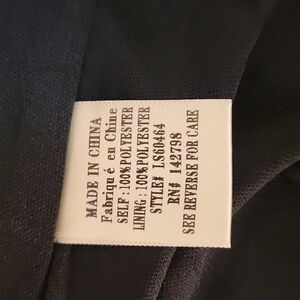 MADE IN CHINA
Fabriqué en Chine
SELF:100%POLYESTER
LINING:100%POLYESTER
STYLE# LS60464
RN# 142798
SEE REVERSE FOR CARE